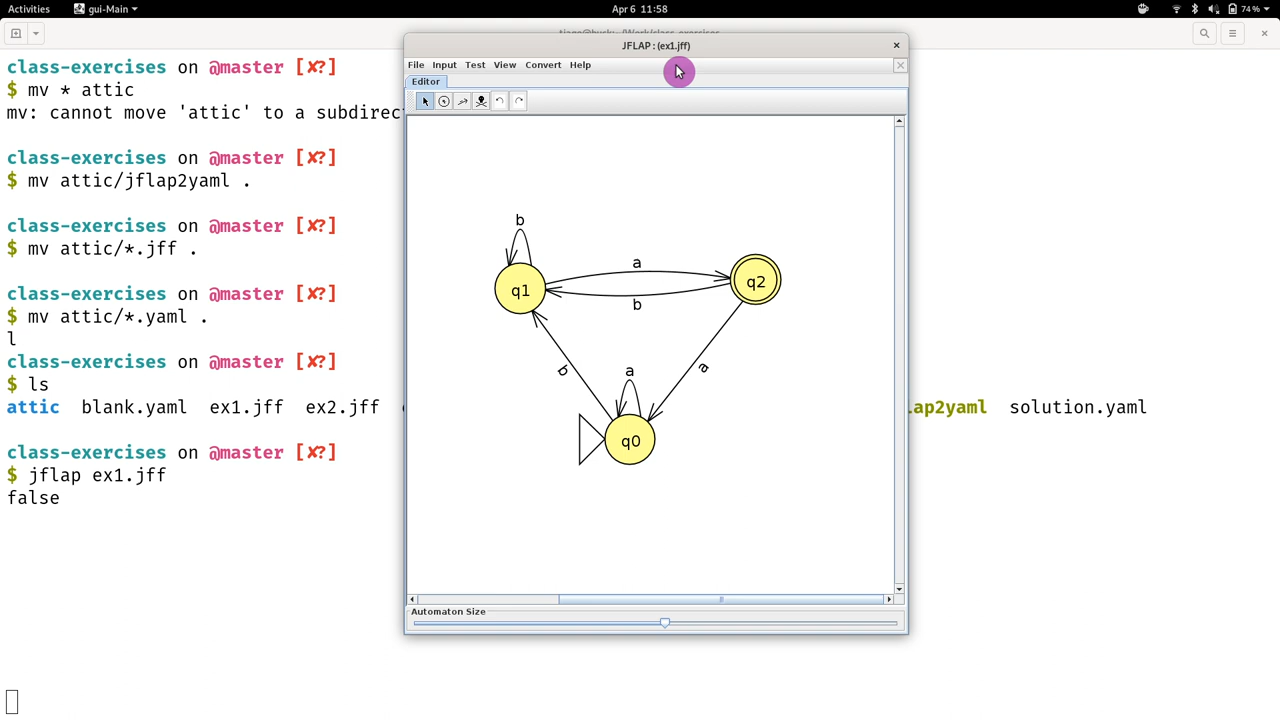 Activities gui-Main Apr 6 11:58 74%
JFLAP : (ex1.jff)
File Input Test View Convert Help
Editor
class-exercises on @master [✘?]
$ mv * attic
mv: cannot move 'attic' to a subdirec
class-exercises on @master [✘?]
$ mv attic/jflap2yaml .
class-exercises on @master [✘?]
$ mv attic/*.jff .
class-exercises on @master [✘?]
$ mv attic/*.yaml .
l
class-exercises on @master [✘?]
$ ls
attic blank.yaml ex1.jff ex2.jff lap2yaml solution.yaml
class-exercises on @master [✘?]
$ jflap ex1.jff
false
b
a
q1
q2
b
b
a
a
q0
Automaton Size